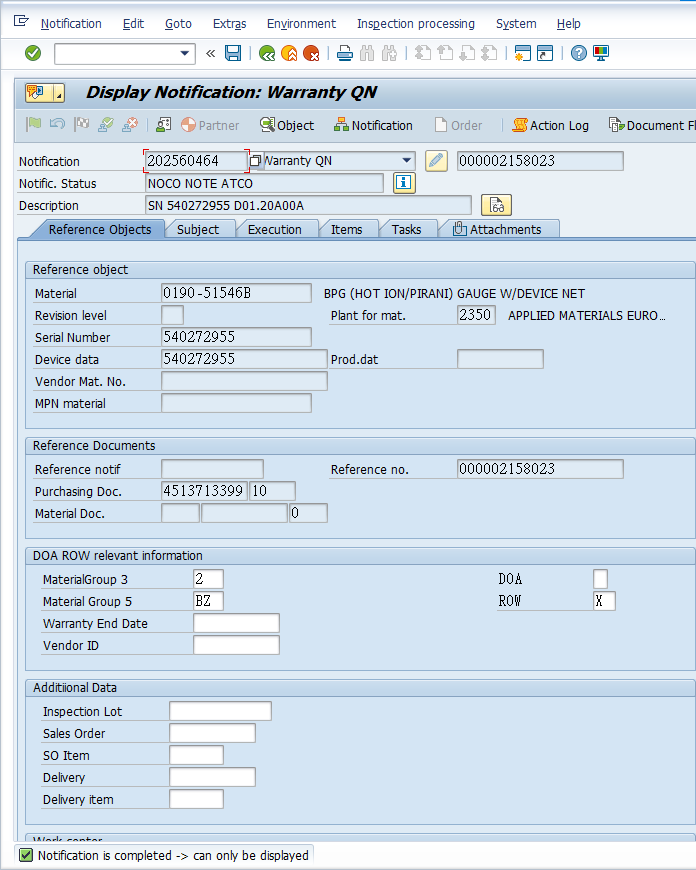 Notification Edit Goto Extras Environment Inspection processing System Help
Display Notification: Warranty QN
Partner Object Notification Order Action Log Document Fl
Notification 202560464 Warranty QN 000002158023
Notific. Status NOCO NOTE ATCO
Description SN 540272955 D01.20A00A
Reference Objects Subject Execution Items Tasks Attachments
Reference object
Material 0190-51546B BPG (HOT ION/PIRANI) GAUGE W/DEVICE NET
Revision level Plant for mat. 2350 APPLIED MATERIALS EURO...
Serial Number 540272955
Device data 540272955 Prod.dat
Vendor Mat. No.
MPN material
Reference Documents
Reference notif Reference no. 000002158023
Purchasing Doc. 4513713399 10
Material Doc. 0
DOA ROW relevant information
MaterialGroup 3 2 DOA
Material Group 5 BZ ROW X
Warranty End Date
Vendor ID
Additiional Data
Inspection Lot
Sales Order
SO Item
Delivery
Delivery item
Work center
Notification is completed -> can only be displayed